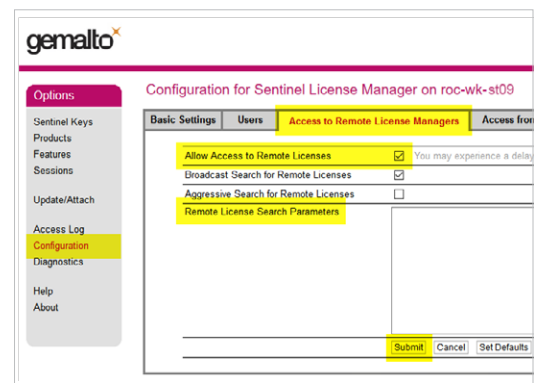 gemalto×
Options
Configuration for Sentinel License Manager on roc-wk-st09
Basic Settings Users Access to Remote License Managers Access from
Sentinel Keys
Products
Features
Sessions
Update/Attach
Access Log
Configuration
Diagnostics
Help
About
Allow Access to Remote Licenses You may experience a delay
Broadcast Search for Remote Licenses
Aggressive Search for Remote Licenses
Remote License Search Parameters
Submit Cancel Set Defaults